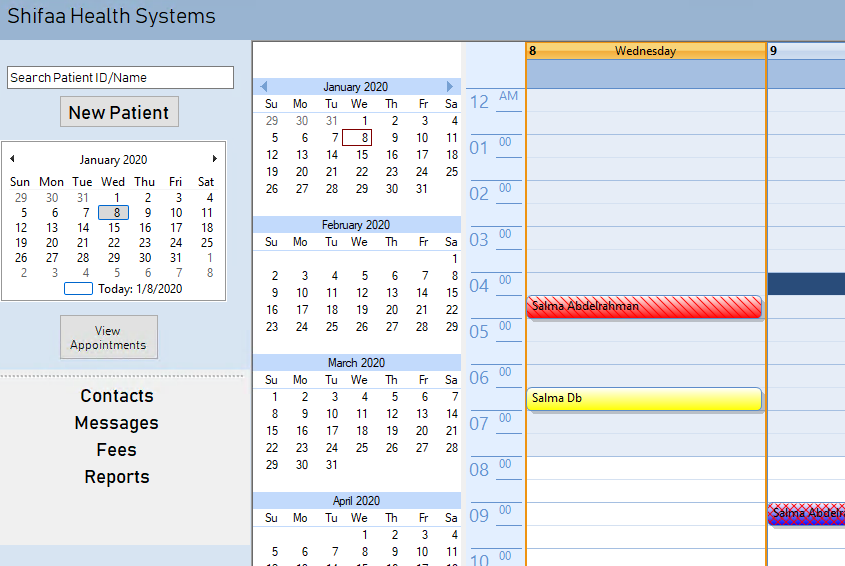 Shifaa Health Systems
Search Patient ID/Name
New Patient
January 2020
Sun Mon Tue Wed Thu Fri Sat
29 30 31 1 2 3 4
5 6 7 8 9 10 11
12 13 14 15 16 17 18
19 20 21 22 23 24 25
26 27 28 29 30 31 1
2 3 4 5 6 7 8
Today: 1/8/2020
View
Appointments
Contacts
Messages
Fees
Reports
January 2020
Su Mo Tu We Th Fr Sa
29 30 31 1 2 3 4
5 6 7 8 9 10 11
12 13 14 15 16 17 18
19 20 21 22 23 24 25
26 27 28 29 30 31
February 2020
Su Mo Tu We Th Fr Sa
1
2 3 4 5 6 7 8
9 10 11 12 13 14 15
16 17 18 19 20 21 22
23 24 25 26 27 28 29
March 2020
Su Mo Tu We Th Fr Sa
1 2 3 4 5 6 7
8 9 10 11 12 13 14
15 16 17 18 19 20 21
22 23 24 25 26 27 28
29 30 31
April 2020
Su Mo Tu We Th Fr Sa
1 2 3 4
5 6 7 8 9 10 11
8 Wednesday 9
12 AM
01 00
02 00
03 00
04 00
Salma Abdelrahman
05 00
06 00
Salma Db
07 00
08 00
09 00
Salma Abdelra
10 00